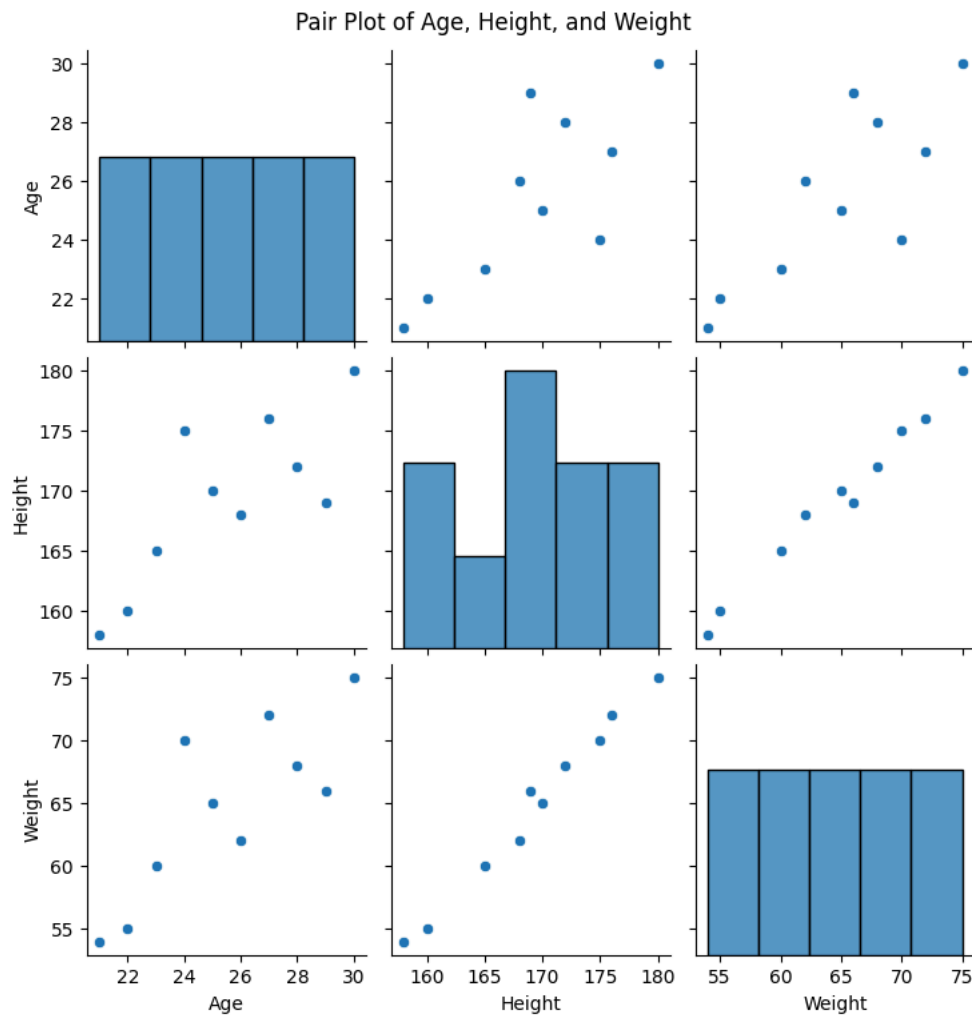 Pair Plot of Age, Height, and Weight
30
28
26
24
22
Age
180
175
170
165
160
Height
75
70
65
60
55
Weight
22 24 26 28 30
Age
160 165 170 175 180
Height
55 60 65 70 75
Weight